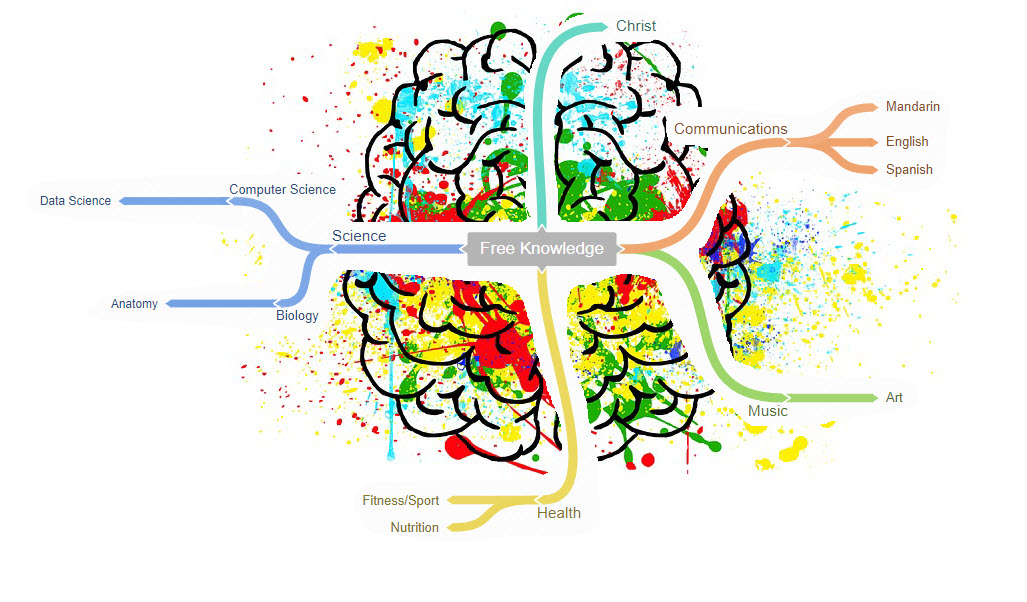 Christ
Mandarin
Communications
English
Spanish
Computer Science
Data Science
Science
Free Knowledge
Anatomy
Biology
Art
Music
Fitness/Sport
Health
Nutrition